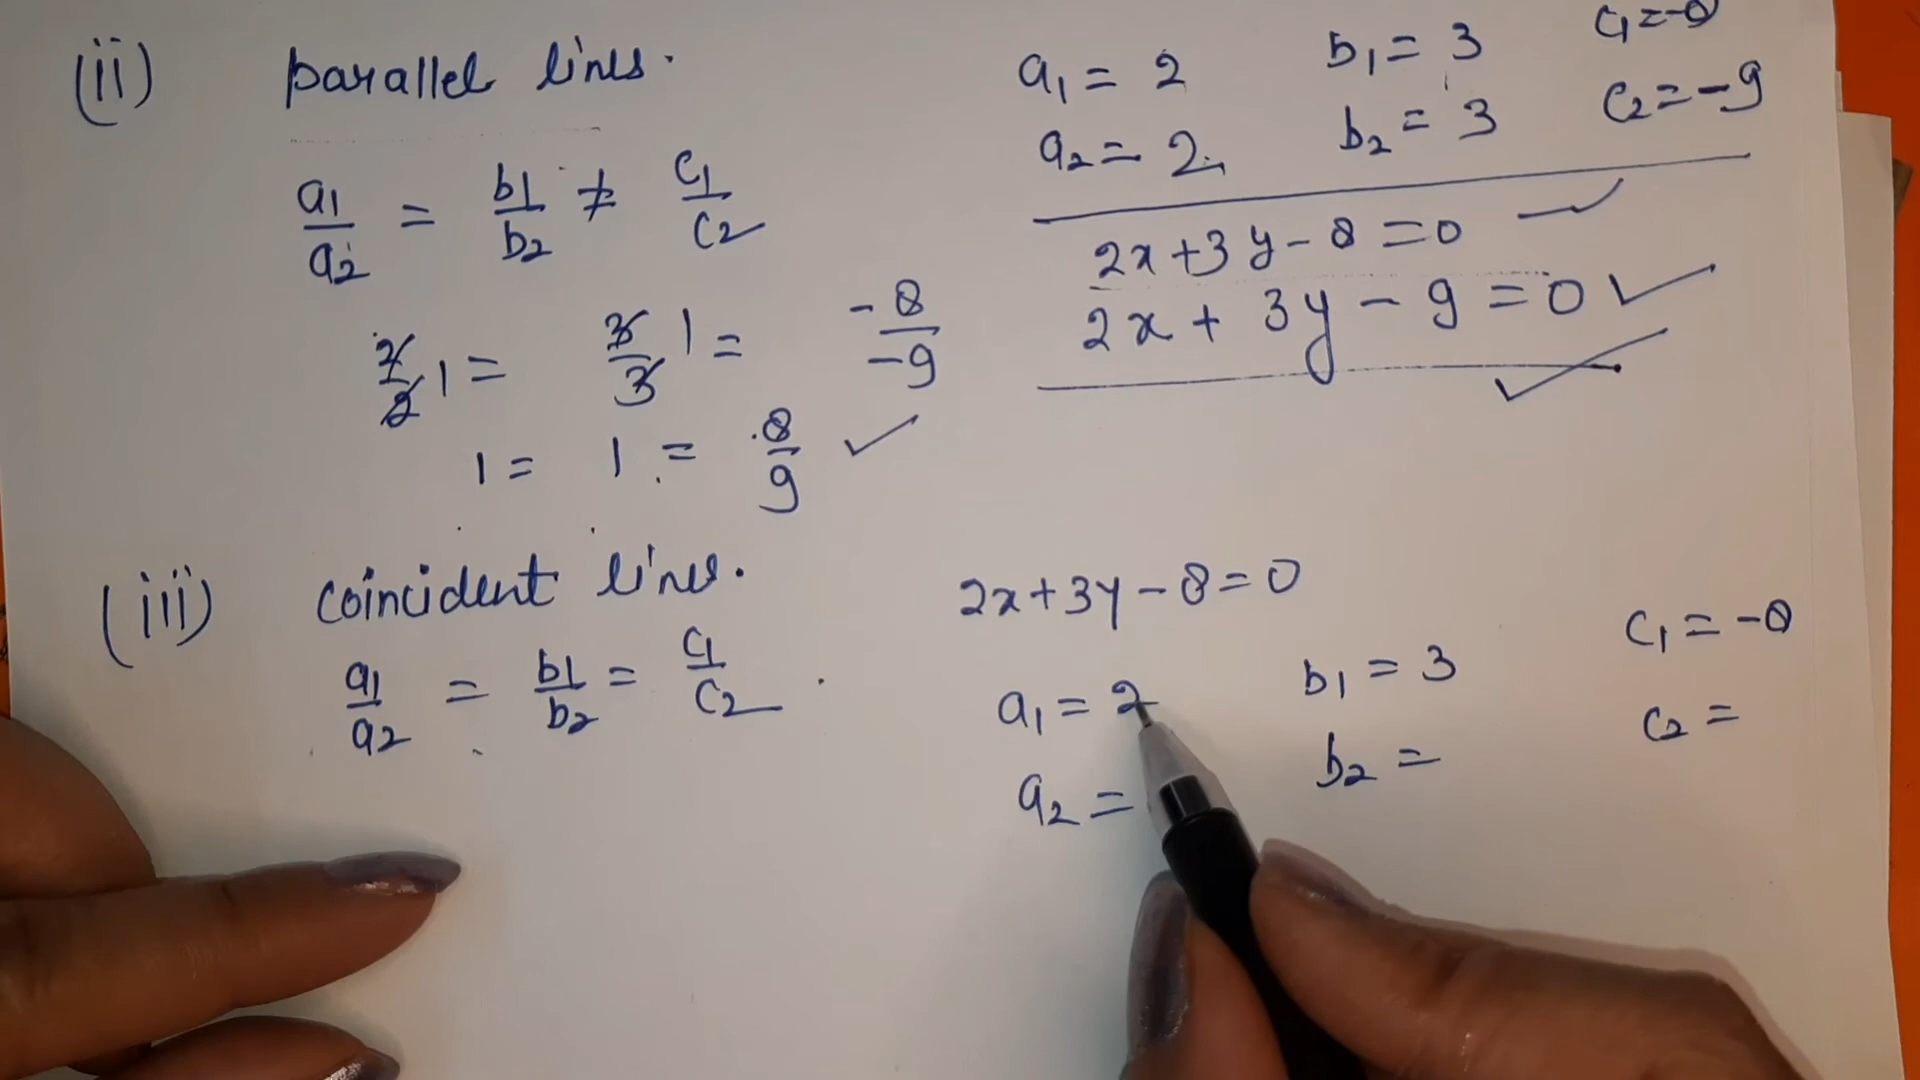 (ii) parallel lines.
a1/a2 = b1/b2 ≠ c1/c2
2/2 1 = 3/3 1 = -8/-9
1 = 1 = 8/9 ✓
a1 = 2 b1 = 3 c1 = -8
a2 = 2 b2 = 3 c2 = -9
2x + 3y - 8 = 0 ✓
2x + 3y - 9 = 0 ✓
✓
(iii) coincident lines.
a1/a2 = b1/b2 = c1/c2
2x + 3y - 8 = 0
a1 = 2 b1 = 3 c1 = -8
a2 = b2 = c2 =